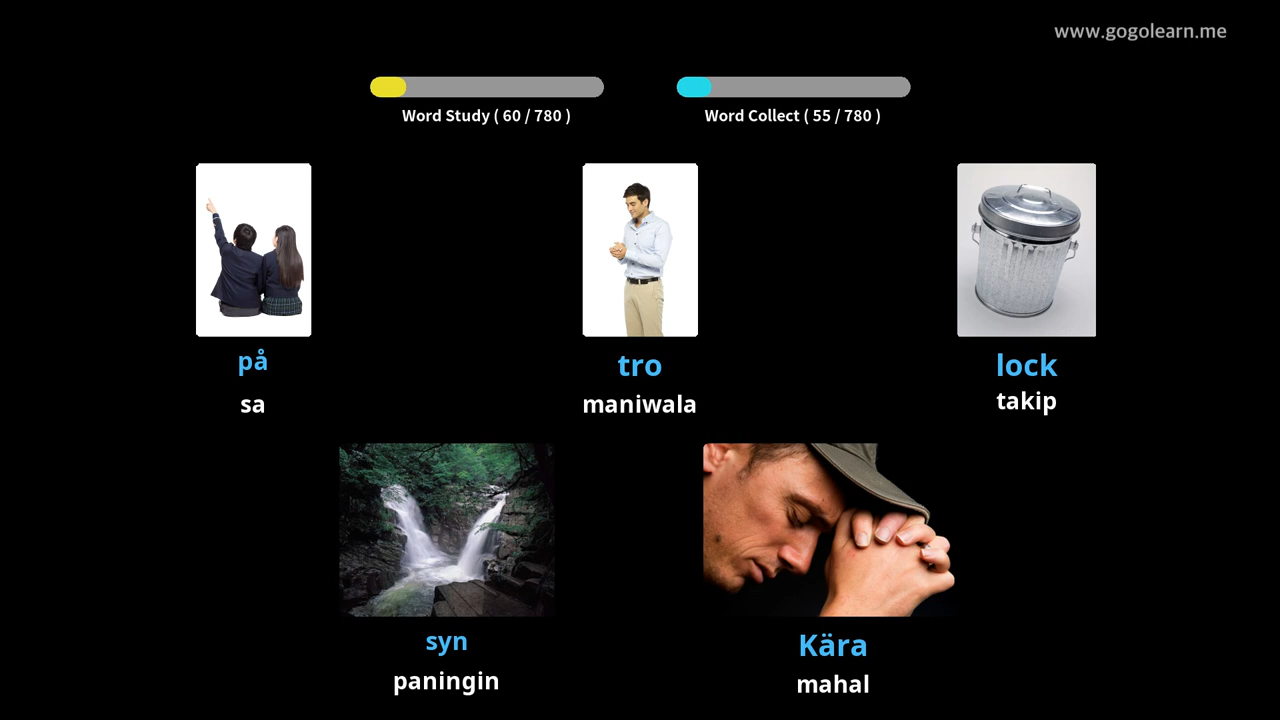 www.gogolearn.me
Word Study ( 60 / 780 )
Word Collect ( 55 / 780 )
på
sa
tro
maniwala
lock
takip
syn
paningin
Kära
mahal